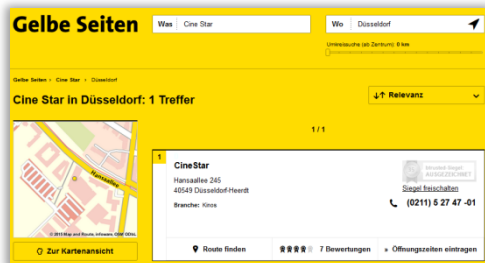 Gelbe Seiten
Was Cine Star
Wo Düsseldorf
Umkreissuche (ab Zentrum): 0 km
Gelbe Seiten › Cine Star › Düsseldorf
Cine Star in Düsseldorf: 1 Treffer
↓↑ Relevanz
1 / 1
Hansaallee
Zur Kartenansicht
1
CineStar
Hansaallee 245
40549 Düsseldorf-Heerdt
Branche: Kinos
AUSGEZEICHNET
Siegel freischalten
(0211) 5 27 47 -01
Route finden
7 Bewertungen
Öffnungszeiten eintragen